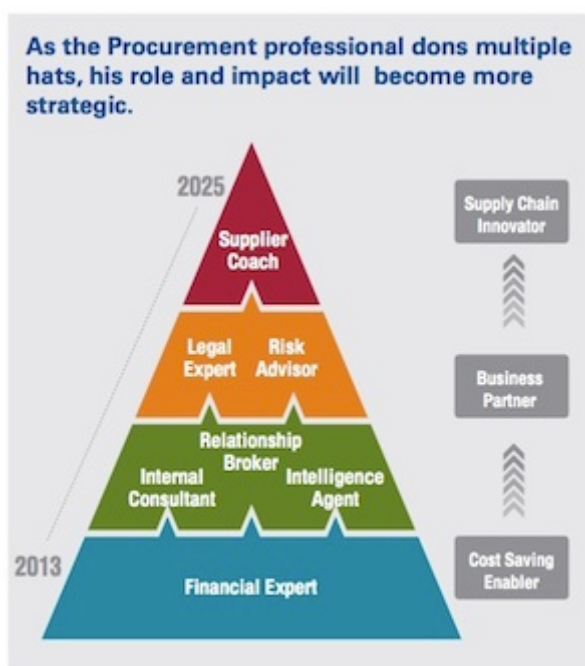 As the Procurement professional dons multiple
hats, his role and impact will become more
strategic.
2025
Supplier
Coach
Supply Chain
Innovator
Legal
Expert
Risk
Advisor
Business
Partner
Relationship
Broker
Internal
Consultant
Intelligence
Agent
2013
Financial Expert
Cost Saving
Enabler